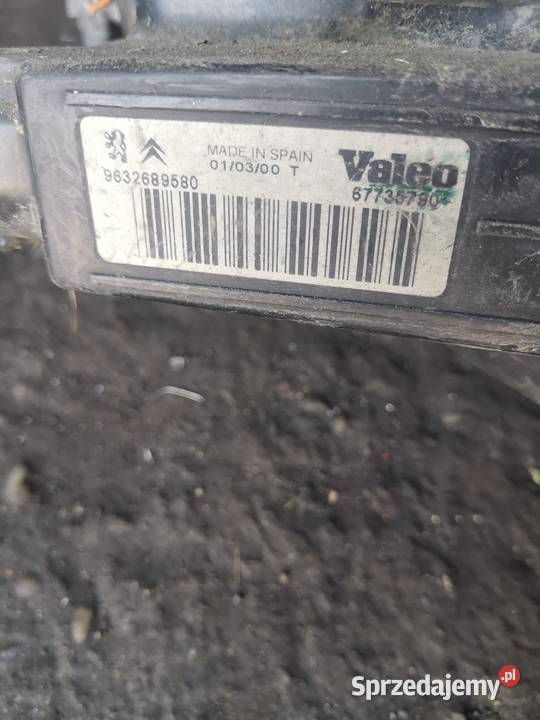 MADE IN SPAIN
01/03/00 T
Valeo
9632689580
67735790
Sprzedajemy.pl